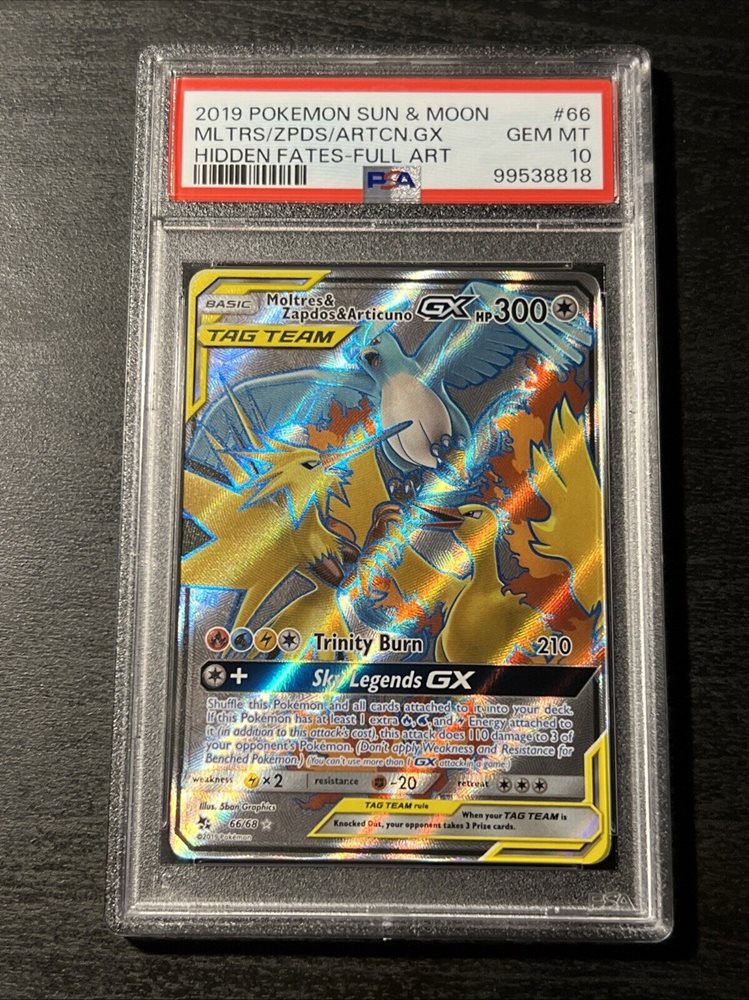 2019 POKEMON SUN & MOON #66
MLTRS/ZPDS/ARTCN.GX GEM MT
HIDDEN FATES-FULL ART 10
99538818
PSA
BASIC Moltres&
Zapdos&Articuno GX HP300
TAG TEAM
Trinity Burn 210
+ Sky Legends GX
Shuffle this Pokémon and all cards attached to it into your deck.
If this Pokémon has at least 1 extra , , and Energy attached to
it (in addition to this attack's cost), this attack does 110 damage to 3 of
your opponent's Pokémon. (Don't apply Weakness and Resistance for
Benched Pokémon.) (You can't use more than 1 GX attack in a game.)
weakness ×2 resistance -20 retreat
Illus. 5ban Graphics
TAG TEAM rule
When your TAG TEAM is
Knocked Out, your opponent takes 3 Prize cards.
66/68
©2019 Pokémon
PSA